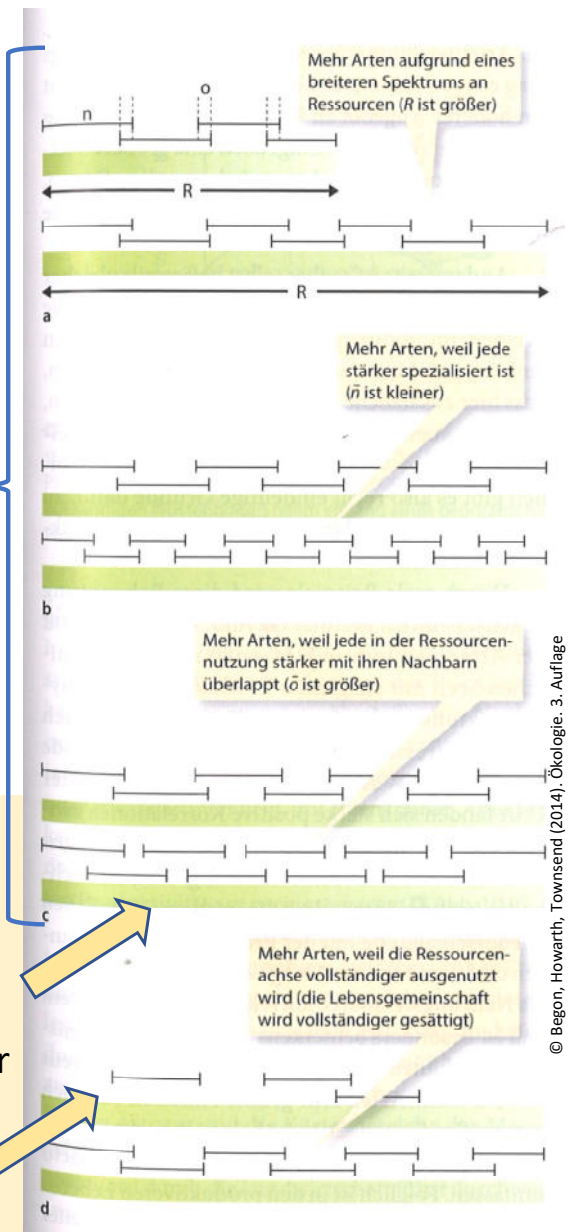 Mehr Arten aufgrund eines
breiteren Spektrums an
Ressourcen (R ist größer)
n
o
R
R
a
Mehr Arten, weil jede
stärker spezialisiert ist
(n̄ ist kleiner)
b
Mehr Arten, weil jede in der Ressourcen-
nutzung stärker mit ihren Nachbarn
überlappt (ō ist größer)
c
Mehr Arten, weil die Ressourcen-
achse vollständiger ausgenutzt
wird (die Lebensgemeinschaft
wird vollständiger gesättigt)
d
r
© Begon, Howarth, Townsend (2014). Ökologie. 3. Auflage